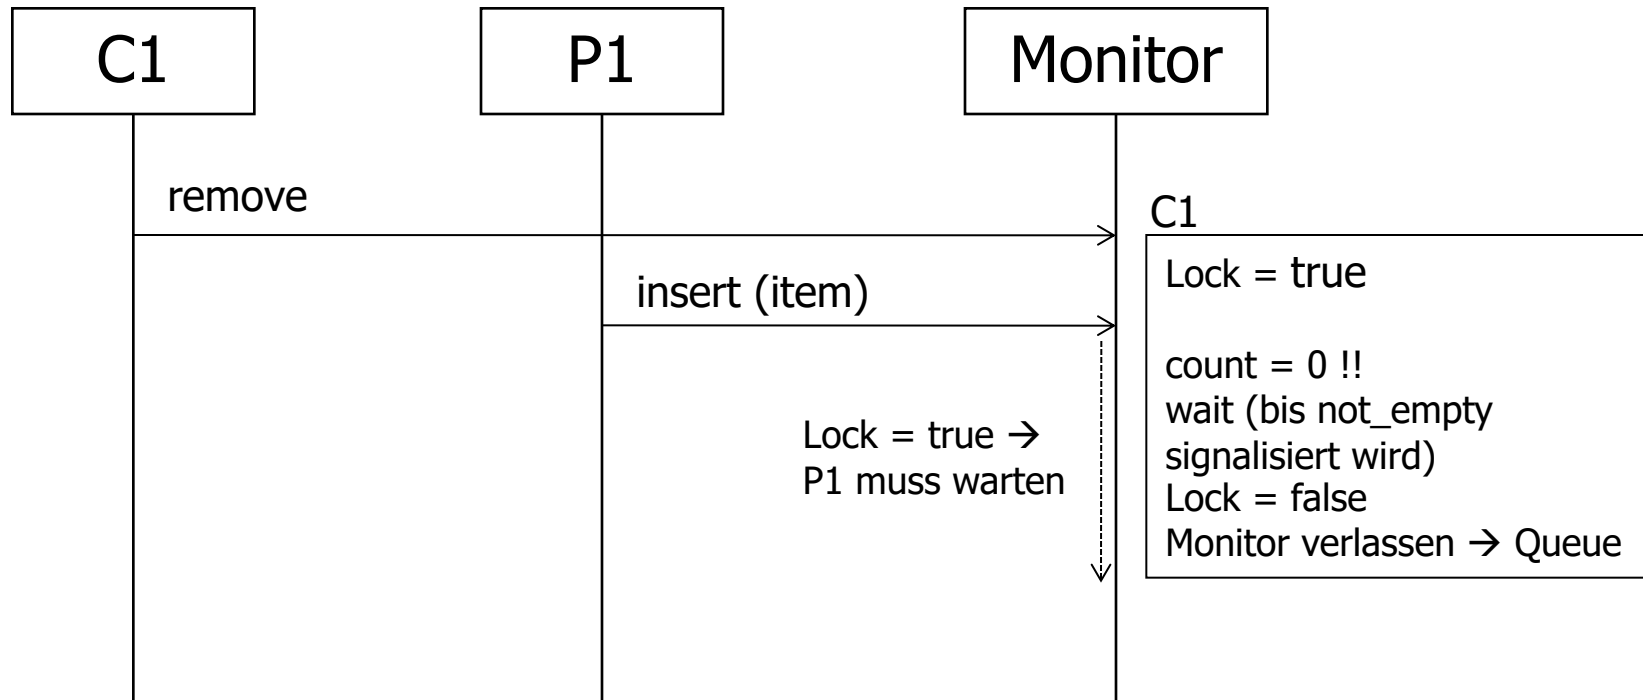 C1
P1
Monitor
remove
C1
insert (item)
Lock = true
count = 0 !!
wait (bis not_empty
signalisiert wird)
Lock = false
Monitor verlassen → Queue
Lock = true →
P1 muss warten